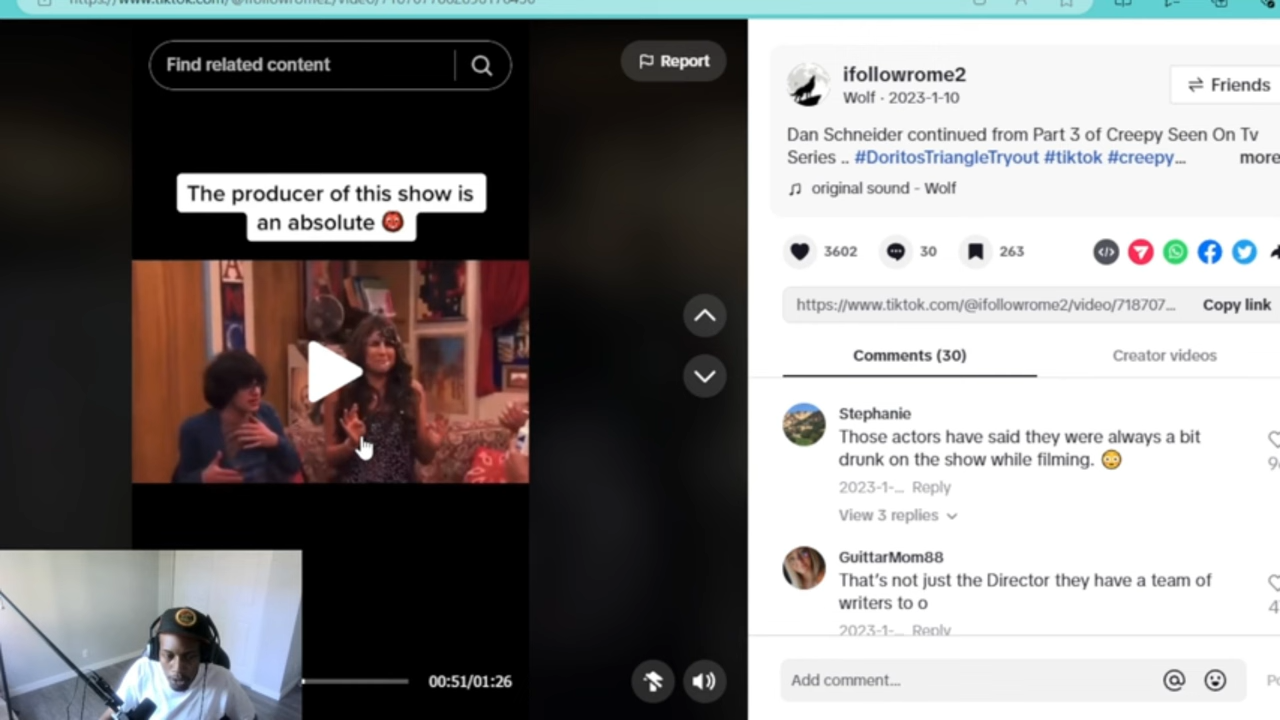 Find related content
Report
The producer of this show is
an absolute
A
00:51/01:26
ifollowrome2
Wolf · 2023-1-10
Friends
Dan Schneider continued from Part 3 of Creepy Seen On Tv
Series .. #DoritosTriangleTryout #tiktok #creepy...
more
original sound - Wolf
3602
30
263
https://www.tiktok.com/@ifollowrome2/video/718707...
Copy link
Comments (30)
Creator videos
Stephanie
Those actors have said they were always a bit
drunk on the show while filming. 😳
2023-1-... Reply
View 3 replies
GuittarMom88
That's not just the Director they have a team of
writers to o
2023-1-... Reply
Add comment...